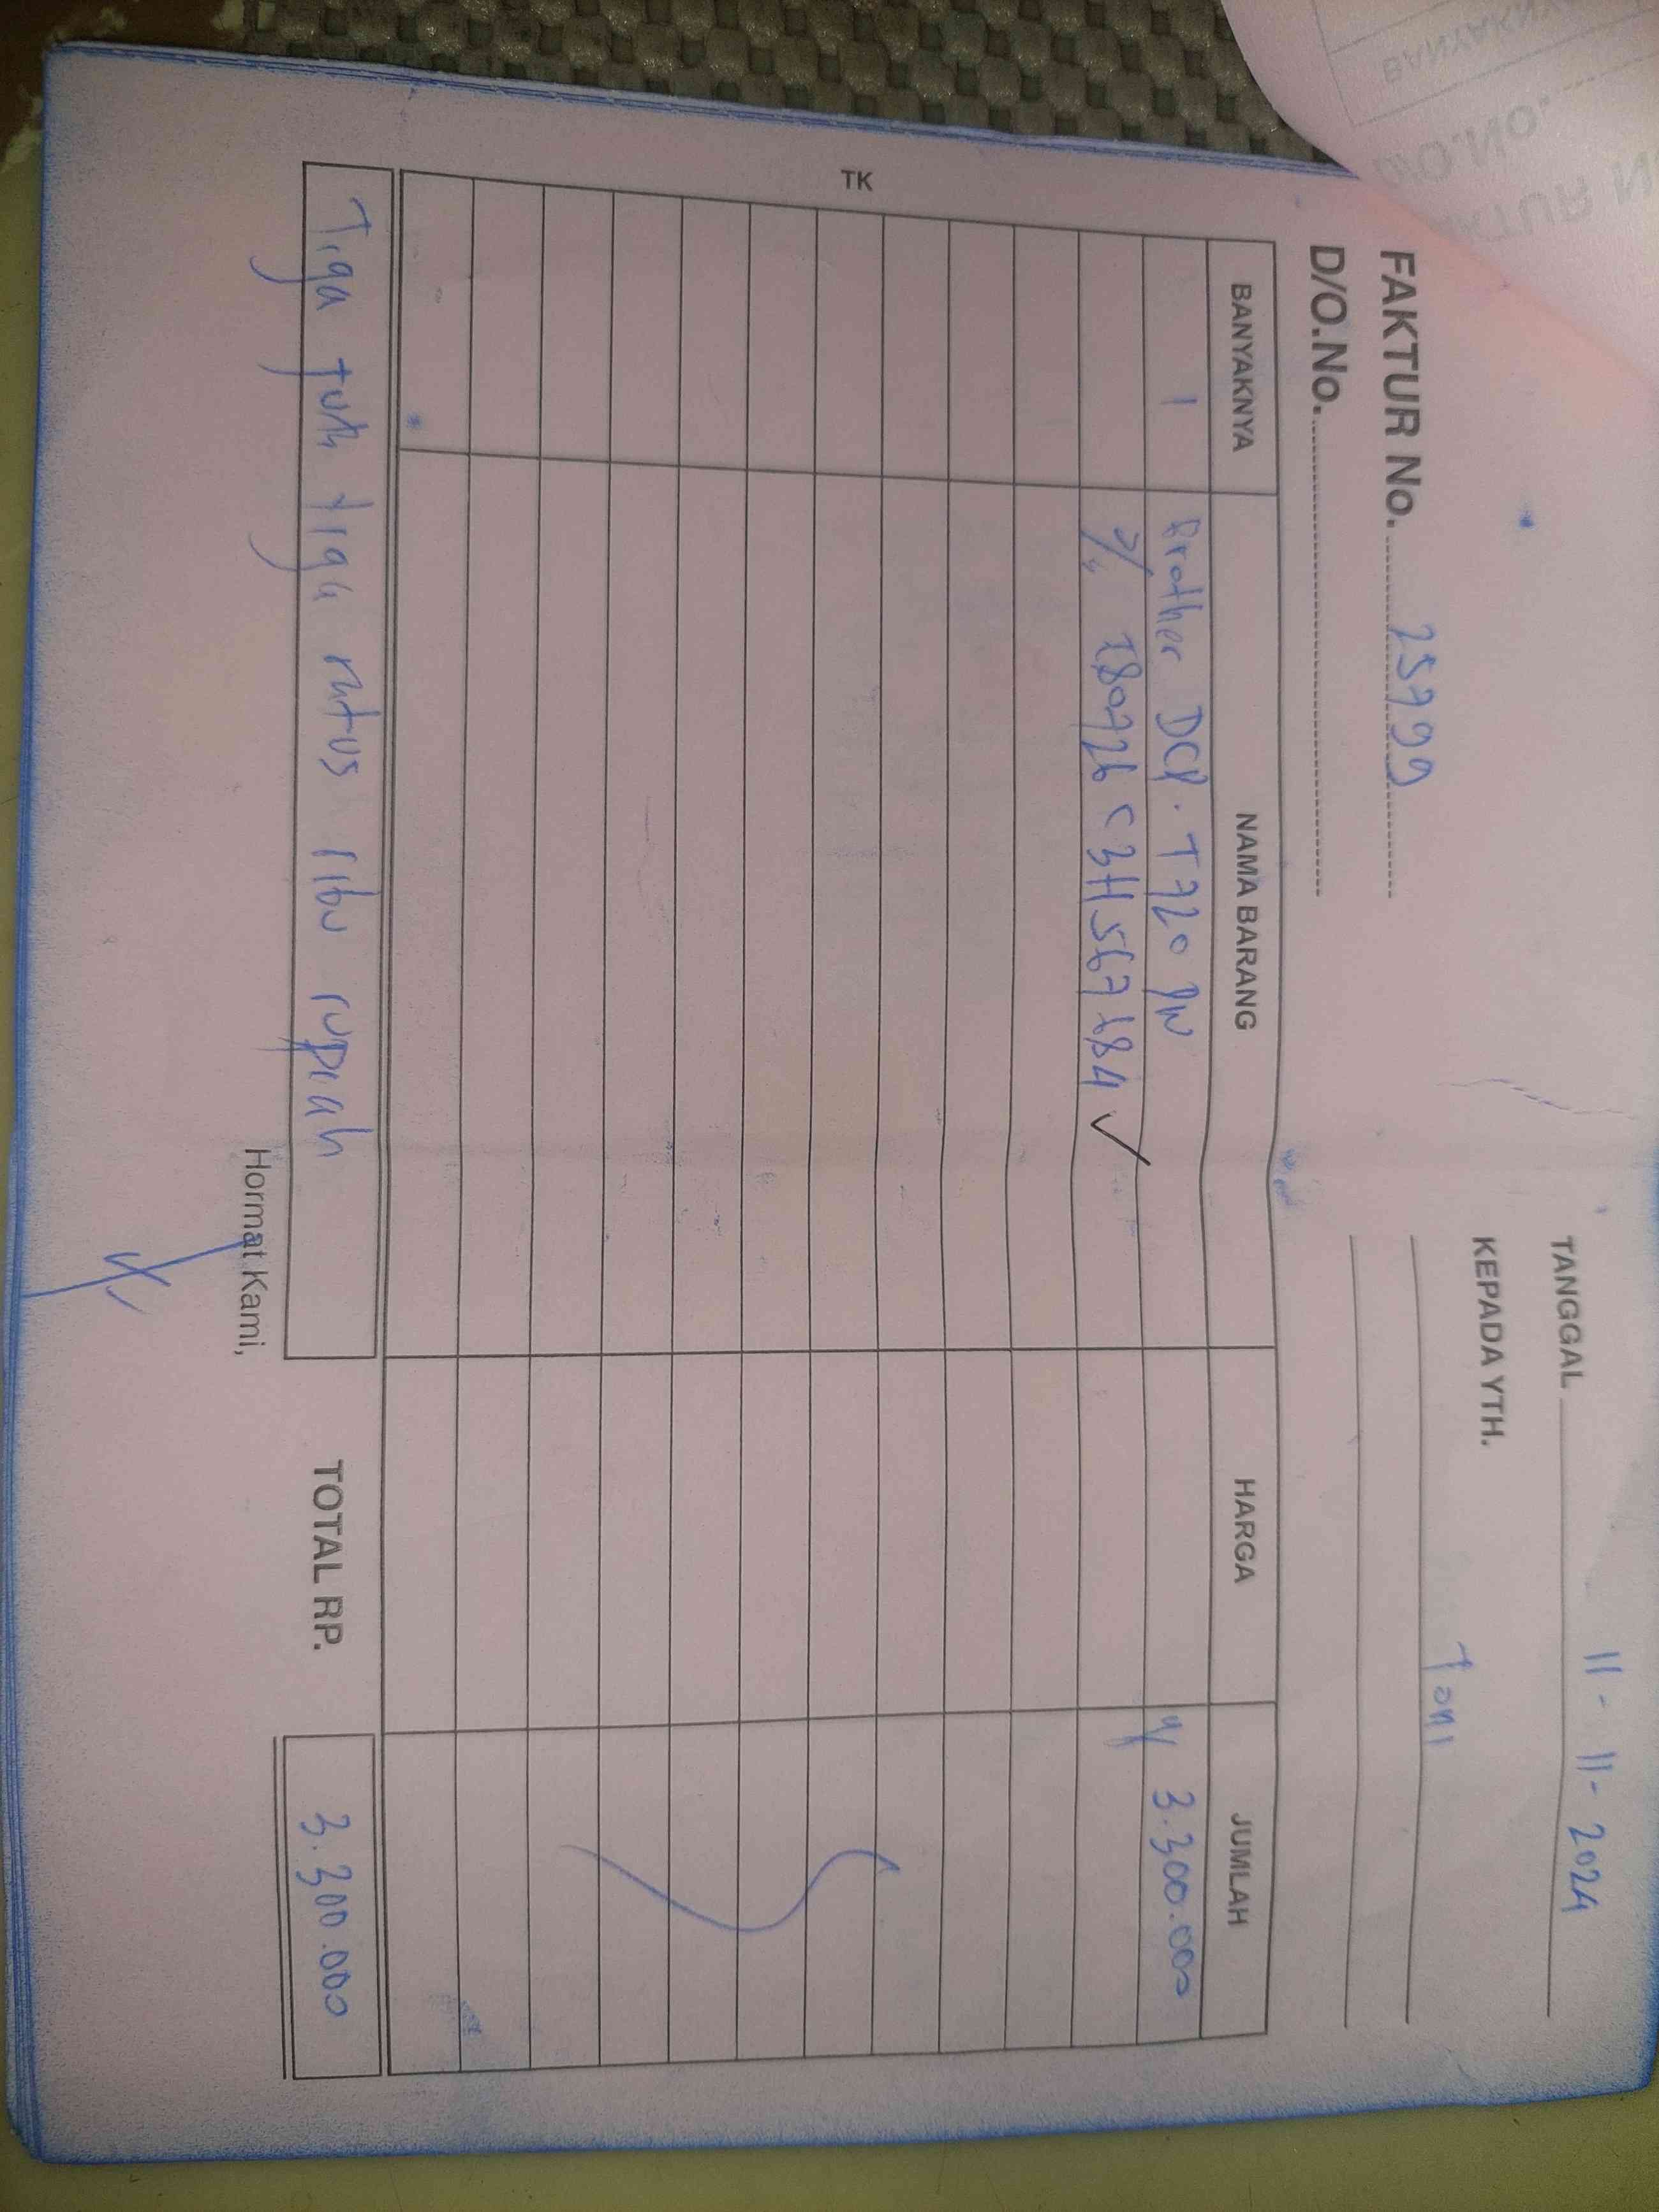 TANGGAL 11 - 11 - 2024
KEPADA YTH.
Toni
FAKTUR No. 25799
D/O.No.
BANYAKNYA NAMA BARANG HARGA JUMLAH
1 Brother DCP. T720 DW 3.300.000
C3H567684 ✓
TK
Tiga juta tiga ratus ribu rupiah TOTAL RP. 3.300.000
Hormat Kami,
BANYAKNYA